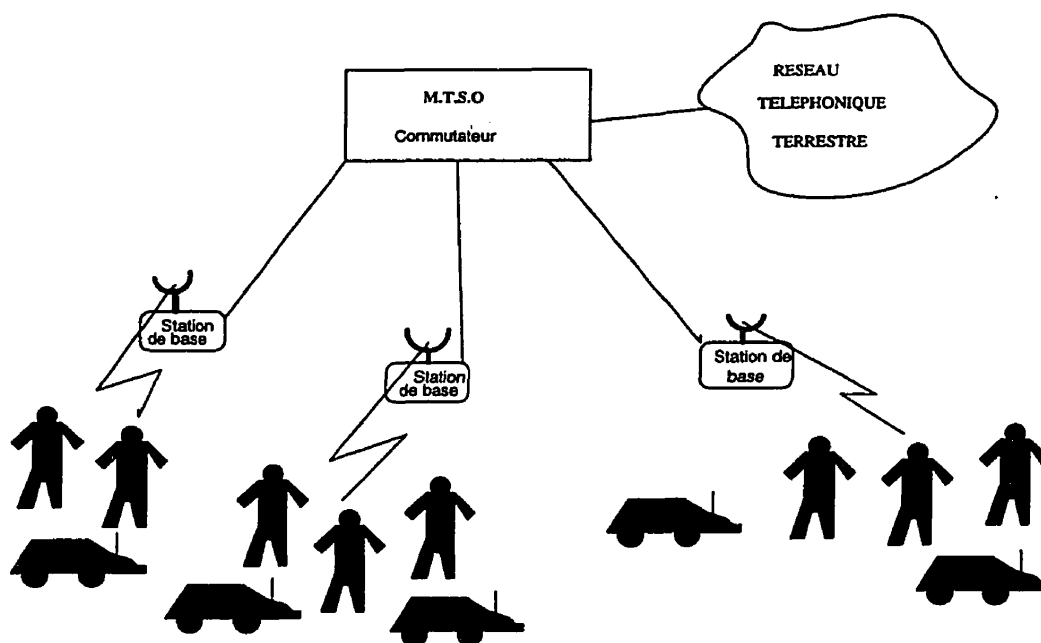 M.T.S.O
Commutateur
RESEAU
TELEPHONIQUE
TERRESTRE
Station
de base
Station
de base
Station de
base